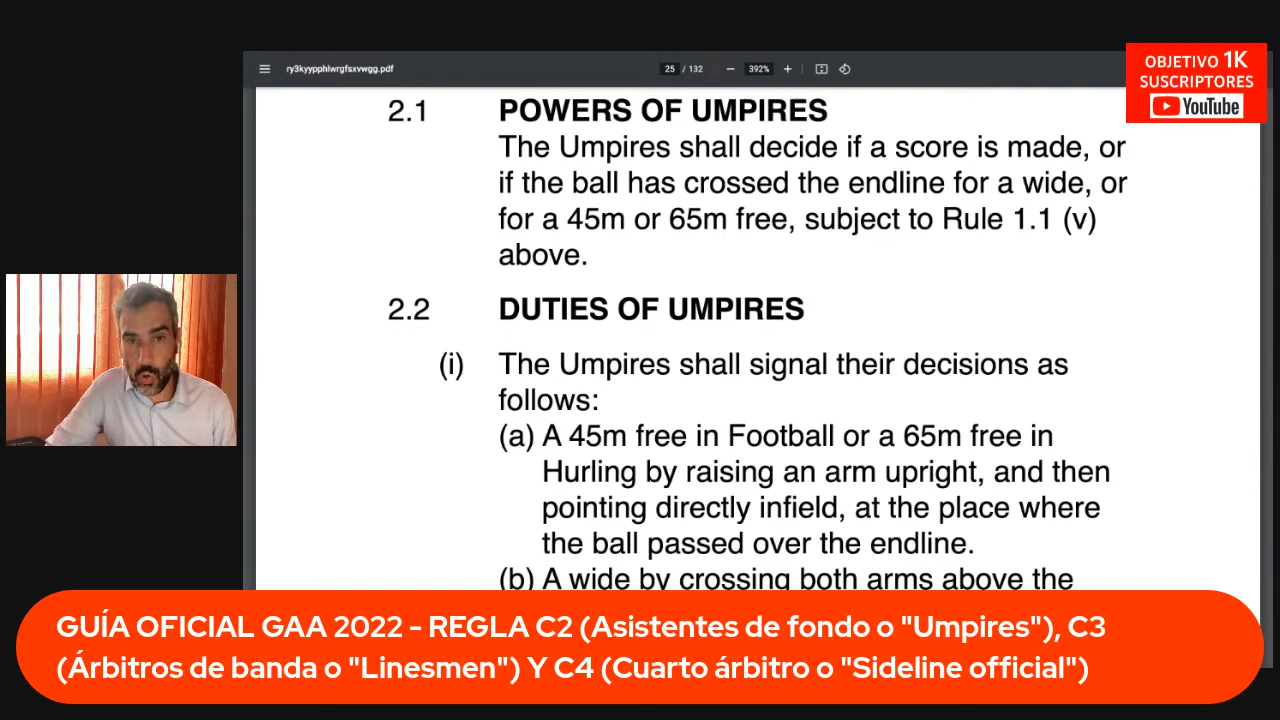 ry3kyypphlwrgfsxvwgg.pdf
25 / 132
392%
OBJETIVO 1K
SUSCRIPTORES
YouTube
2.1 POWERS OF UMPIRES
The Umpires shall decide if a score is made, or
if the ball has crossed the endline for a wide, or
for a 45m or 65m free, subject to Rule 1.1 (v)
above.
2.2 DUTIES OF UMPIRES
(i) The Umpires shall signal their decisions as
follows:
(a) A 45m free in Football or a 65m free in
Hurling by raising an arm upright, and then
pointing directly infield, at the place where
the ball passed over the endline.
(b) A wide by crossing both arms above the
GUÍA OFICIAL GAA 2022 - REGLA C2 (Asistentes de fondo o "Umpires"), C3
(Árbitros de banda o "Linesmen") Y C4 (Cuarto árbitro o "Sideline official")